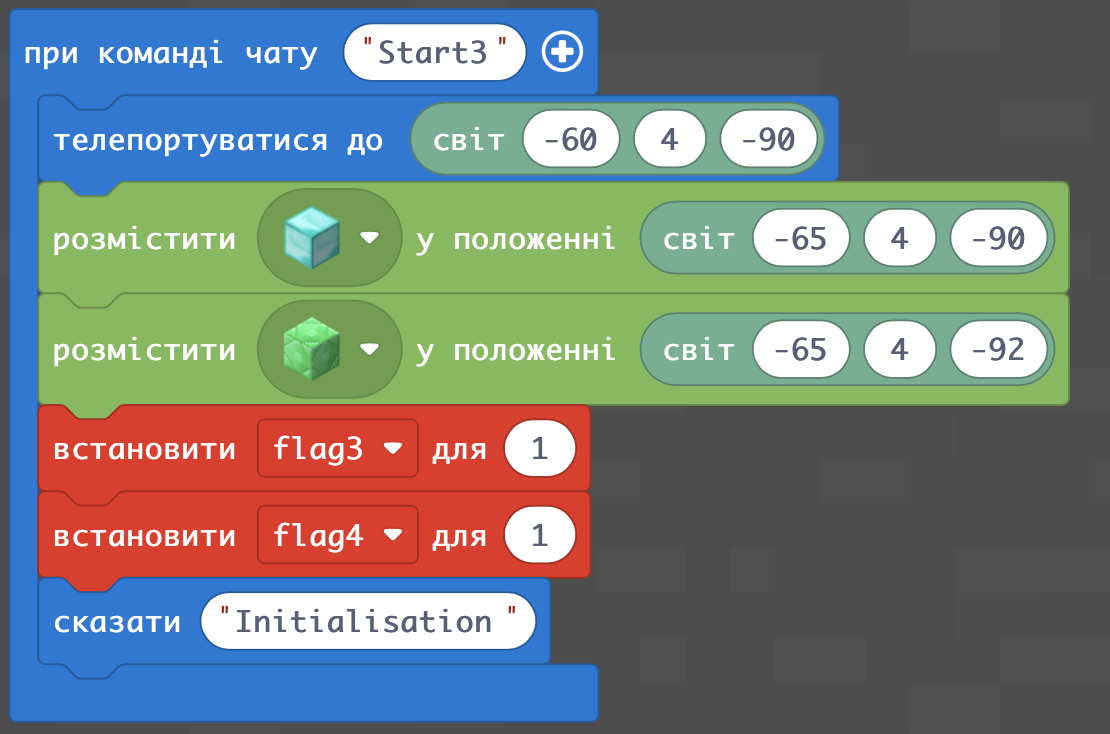 при команді чату "Start3"
телепортуватися до світ -60 4 -90
розмістити у положенні світ -65 4 -90
розмістити у положенні світ -65 4 -92
встановити flag3 для 1
встановити flag4 для 1
сказати "Initialisation "